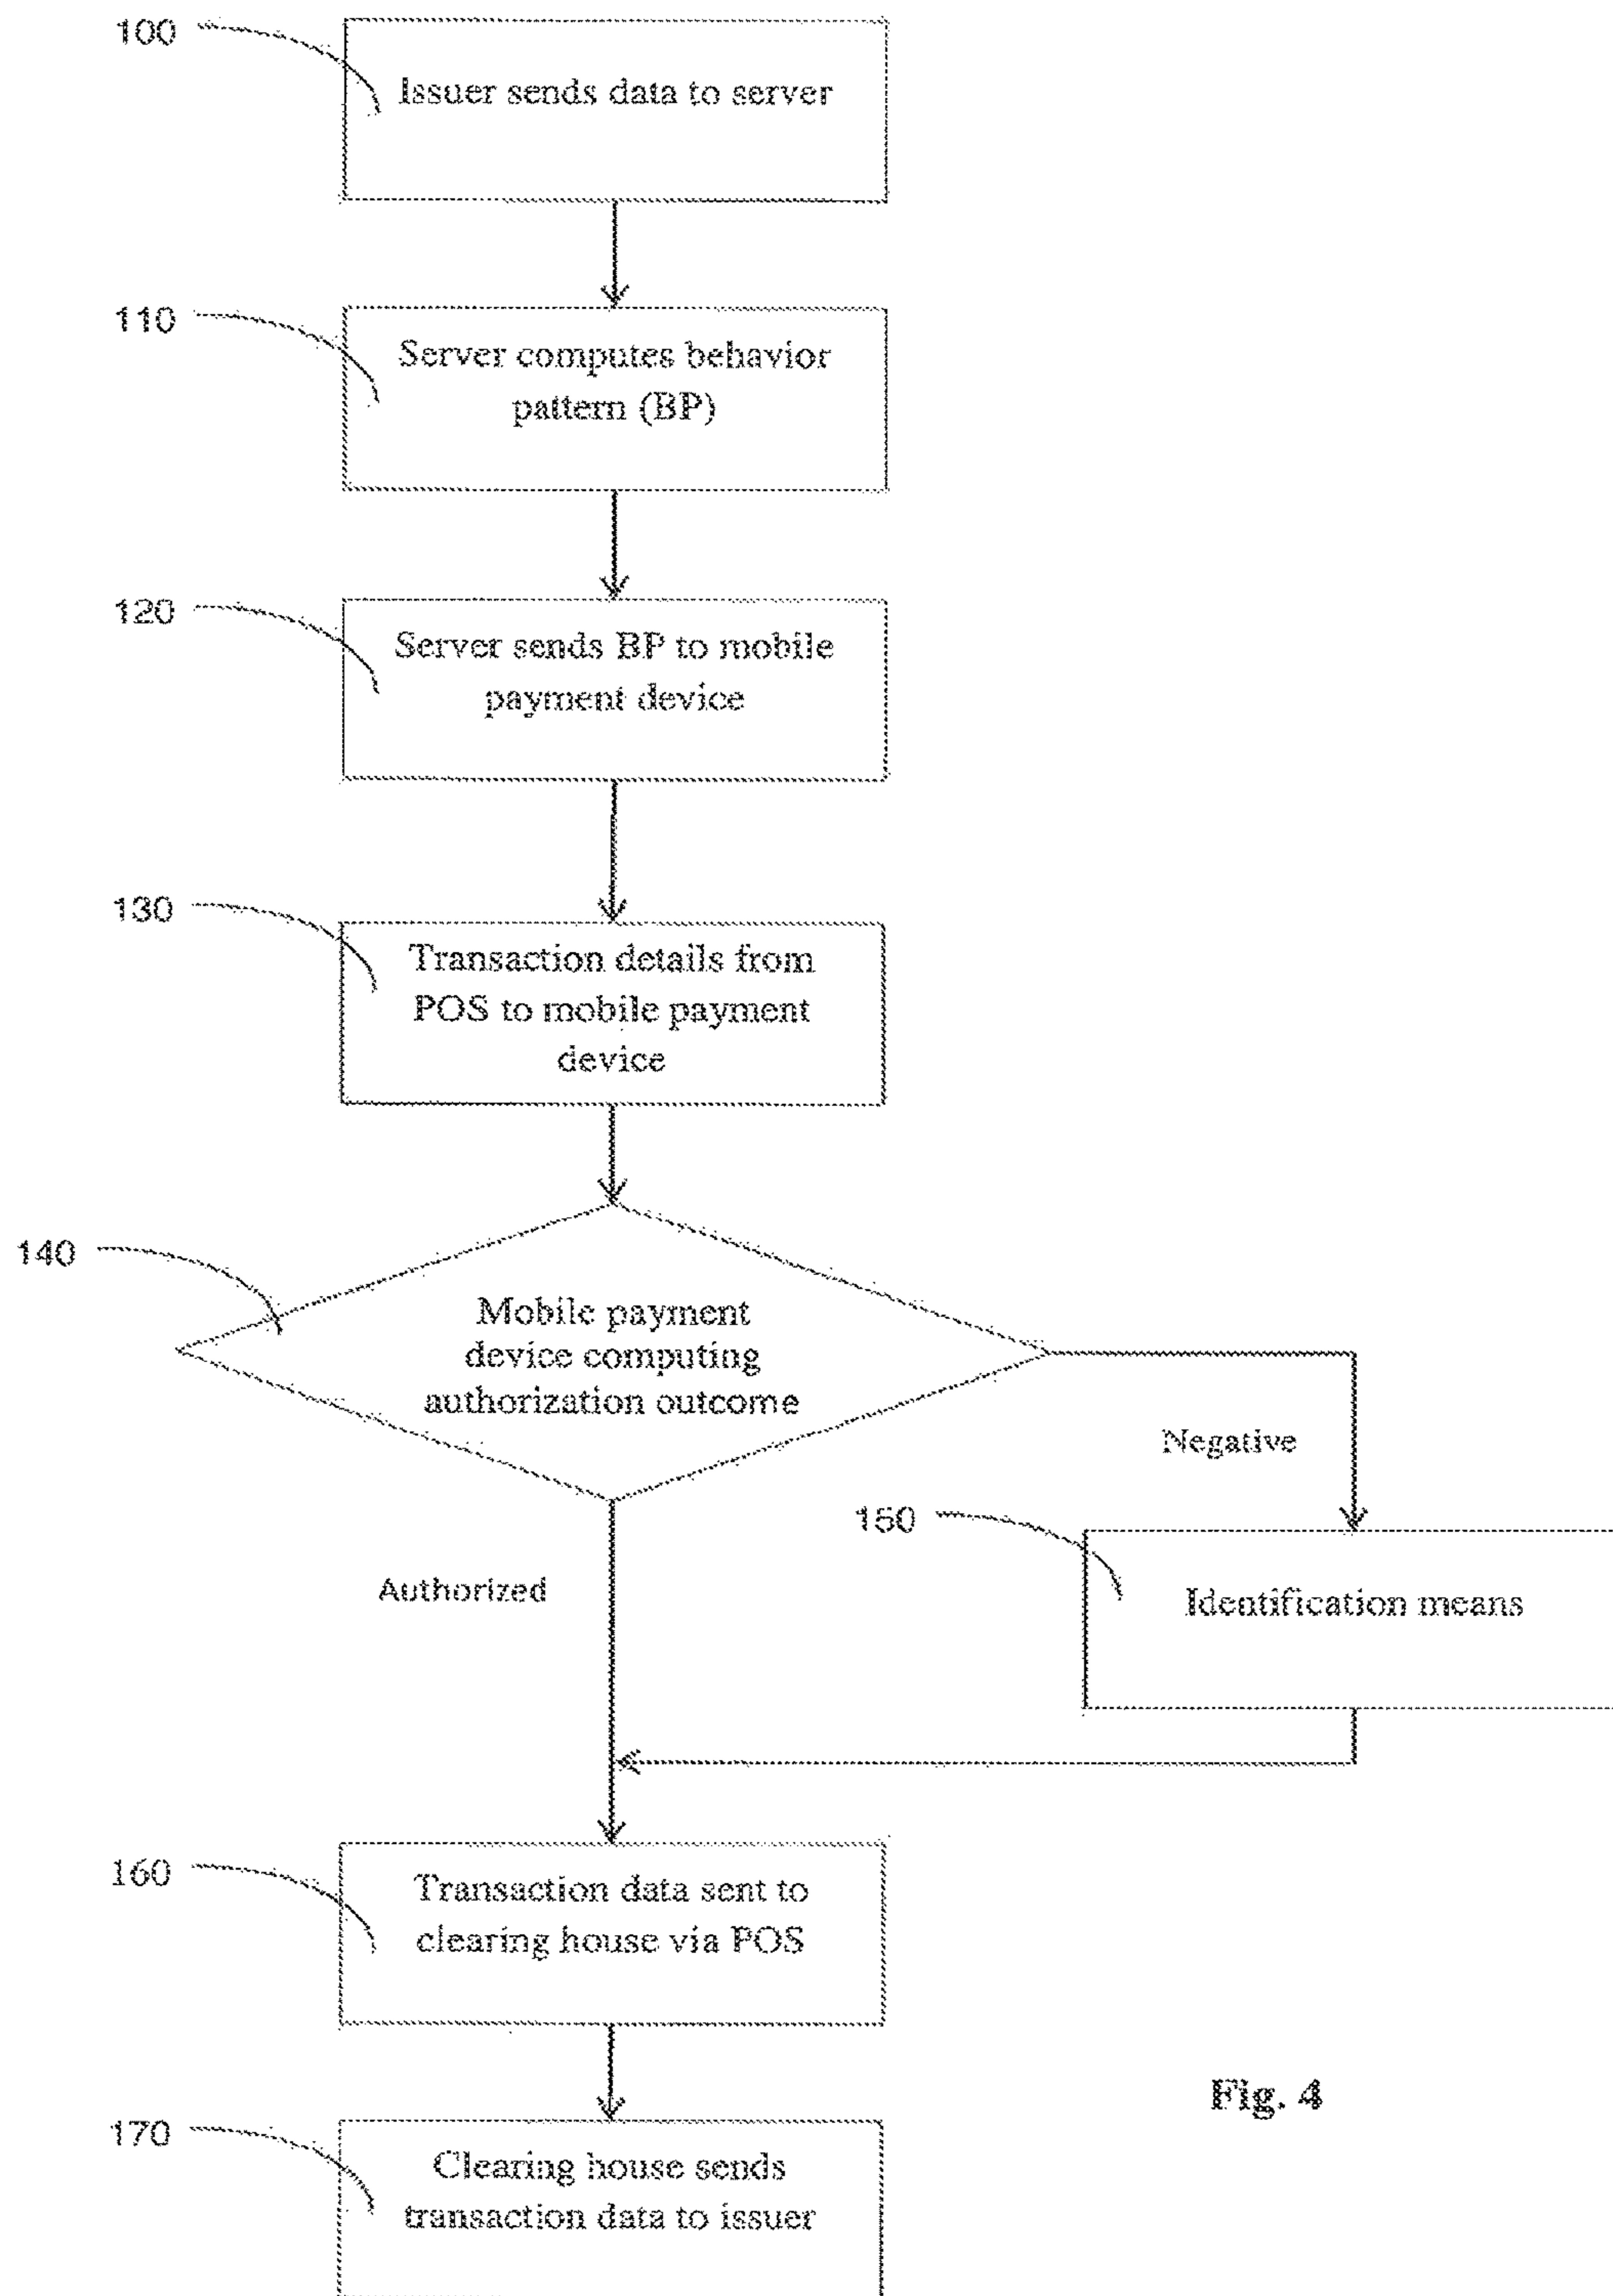 100
Issuer sends data to server
110
Server computes behavior
pattern (BP)
120
Server sends BP to mobile
payment device
130
Transaction details from
POS to mobile payment
device
140
Mobile payment
device computing
authorization outcome
Negative
150
Identification means
Authorized
160
Transaction data sent to
clearing house via POS
170
Clearing house sends
transaction data to issuer
Fig. 4